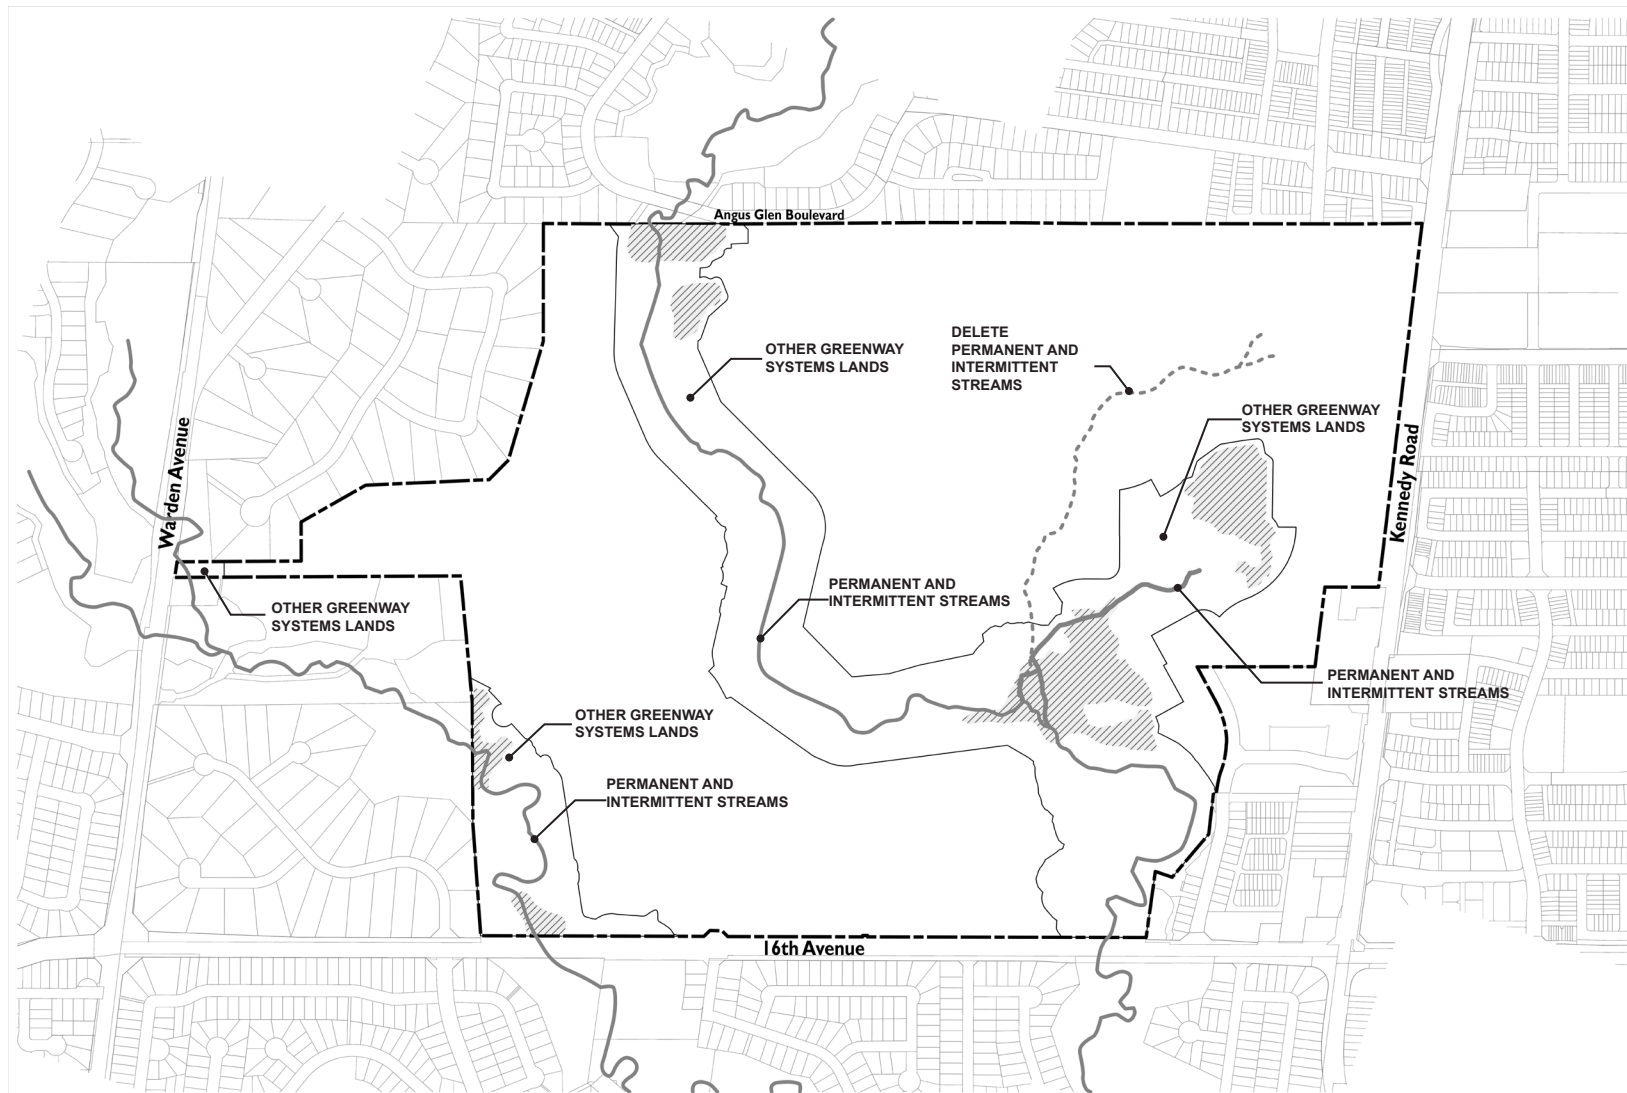 Angus Glen Boulevard
DELETE
PERMANENT AND
INTERMITTENT
STREAMS
OTHER GREENWAY
SYSTEMS LANDS
OTHER GREENWAY
SYSTEMS LANDS
Warden Avenue
Kennedy Road
PERMANENT AND
INTERMITTENT STREAMS
OTHER GREENWAY
SYSTEMS LANDS
PERMANENT AND
INTERMITTENT STREAMS
OTHER GREENWAY
SYSTEMS LANDS
PERMANENT AND
INTERMITTENT STREAMS
16th Avenue